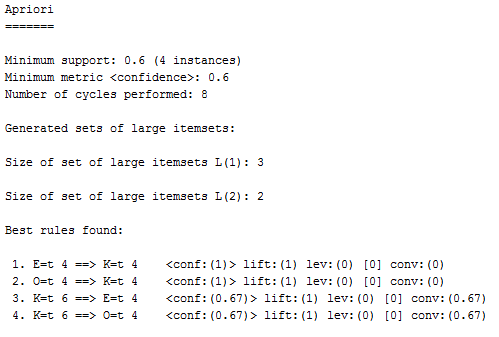 Apriori
=======
Minimum support: 0.6 (4 instances)
Minimum metric <confidence>: 0.6
Number of cycles performed: 8
Generated sets of large itemsets:
Size of set of large itemsets L(1): 3
Size of set of large itemsets L(2): 2
Best rules found:
1. E=t 4 ==> K=t 4    <conf:(1)> lift:(1) lev:(0) [0] conv:(0)
2. O=t 4 ==> K=t 4    <conf:(1)> lift:(1) lev:(0) [0] conv:(0)
3. K=t 6 ==> E=t 4    <conf:(0.67)> lift:(1) lev:(0) [0] conv:(0.67)
4. K=t 6 ==> O=t 4    <conf:(0.67)> lift:(1) lev:(0) [0] conv:(0.67)